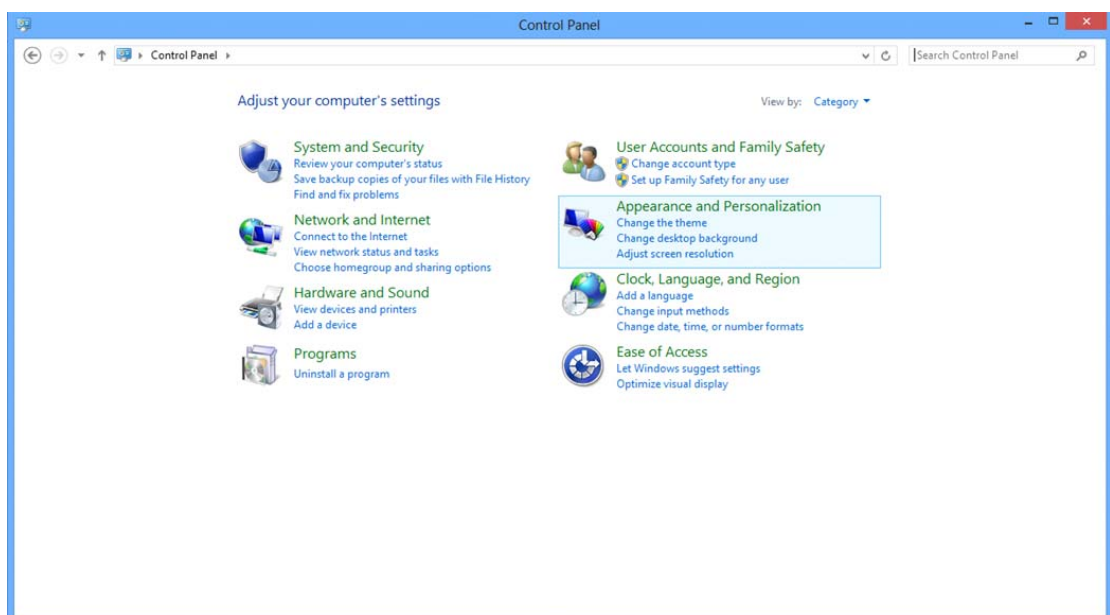 Control Panel
Control Panel
Search Control Panel
Adjust your computer's settings
View by: Category
System and Security
Review your computer's status
Save backup copies of your files with File History
Find and fix problems
Network and Internet
Connect to the Internet
View network status and tasks
Choose homegroup and sharing options
Hardware and Sound
View devices and printers
Add a device
Programs
Uninstall a program
User Accounts and Family Safety
Change account type
Set up Family Safety for any user
Appearance and Personalization
Change the theme
Change desktop background
Adjust screen resolution
Clock, Language, and Region
Add a language
Change input methods
Change date, time, or number formats
Ease of Access
Let Windows suggest settings
Optimize visual display